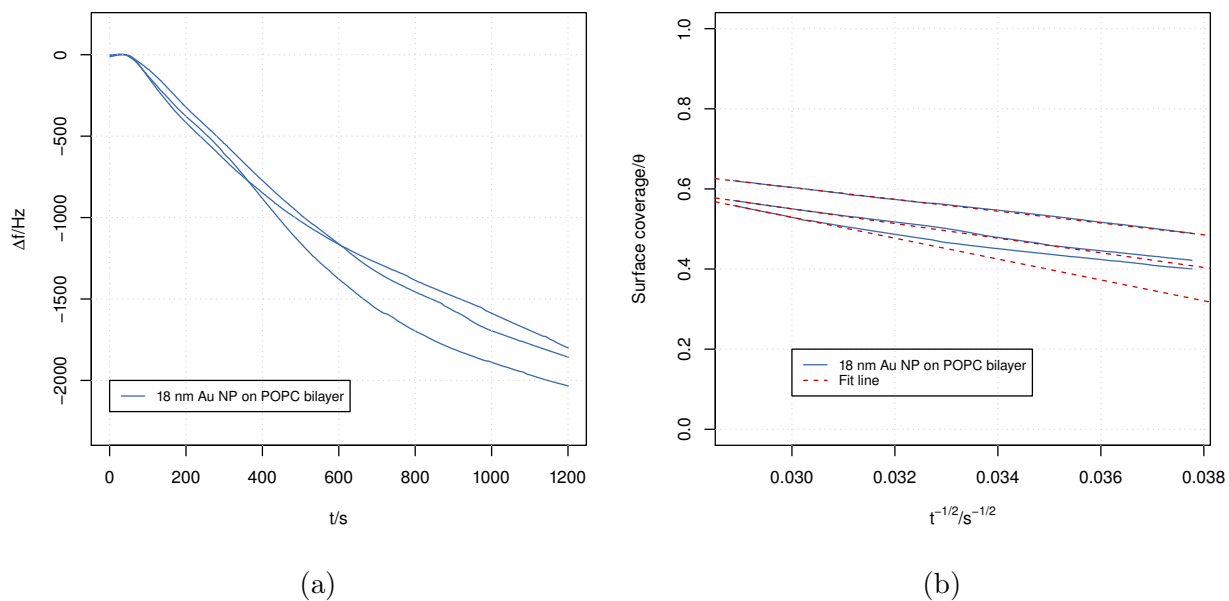 0
−500
−1000
−1500
−2000
Δf/Hz
18 nm Au NP on POPC bilayer
0 200 400 600 800 1000 1200
t/s
(a)
1.0
0.8
0.6
0.4
0.2
0.0
Surface coverage/θ
18 nm Au NP on POPC bilayer
Fit line
0.030 0.032 0.034 0.036 0.038
t⁻¹/²/s⁻¹/²
(b)